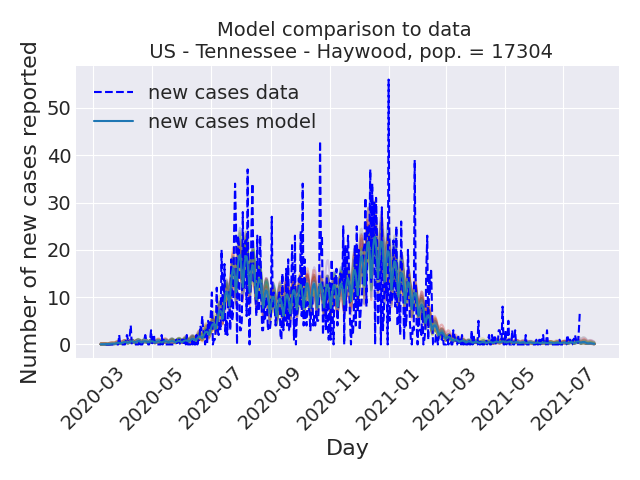 Model comparison to data
US - Tennessee - Haywood, pop. = 17304
Number of new cases reported
50
40
30
20
10
0
new cases data
new cases model
2020-03
2020-05
2020-07
2020-09
2020-11
2021-01
2021-03
2021-05
2021-07
Day